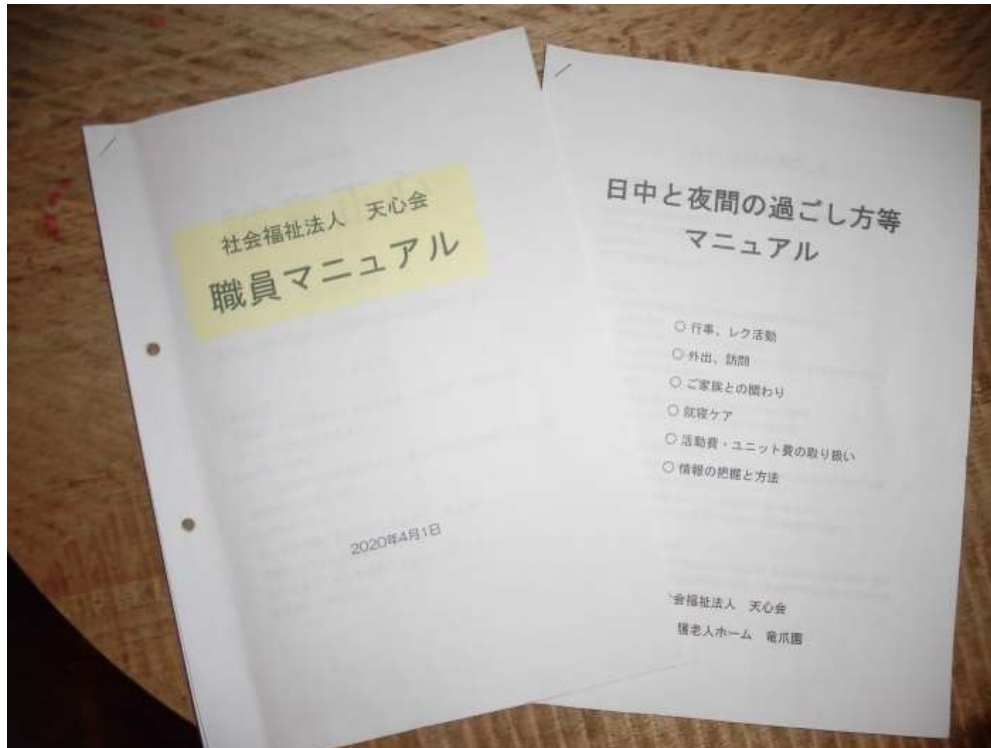 社会福祉法人 天心会
職員マニュアル
2020年4月1日
日中と夜間の過ごし方等
マニュアル
○ 行事、レク活動
○ 外出、訪問
○ ご家族との関わり
○ 就寝ケア
○ 活動費・ユニット費の取り扱い
○ 情報の把握と方法
会福祉法人 天心会
護老人ホーム 竜爪園